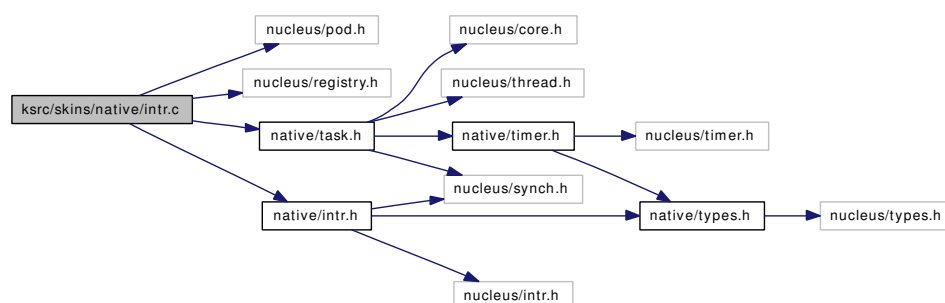 nucleus/pod.h
nucleus/core.h
nucleus/registry.h
nucleus/thread.h
ksrc/skins/native/intr.c
native/task.h
native/timer.h
nucleus/timer.h
nucleus/synch.h
native/intr.h
native/types.h
nucleus/types.h
nucleus/intr.h